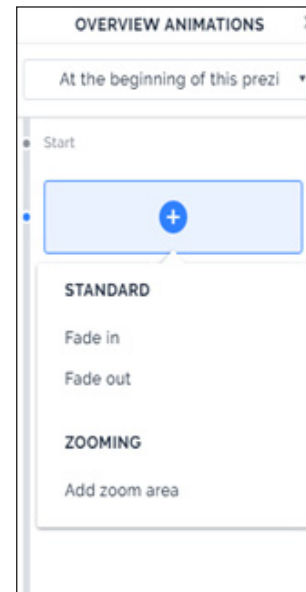 OVERVIEW ANIMATIONS
At the beginning of this prezi
Start
STANDARD
Fade in
Fade out
ZOOMING
Add zoom area